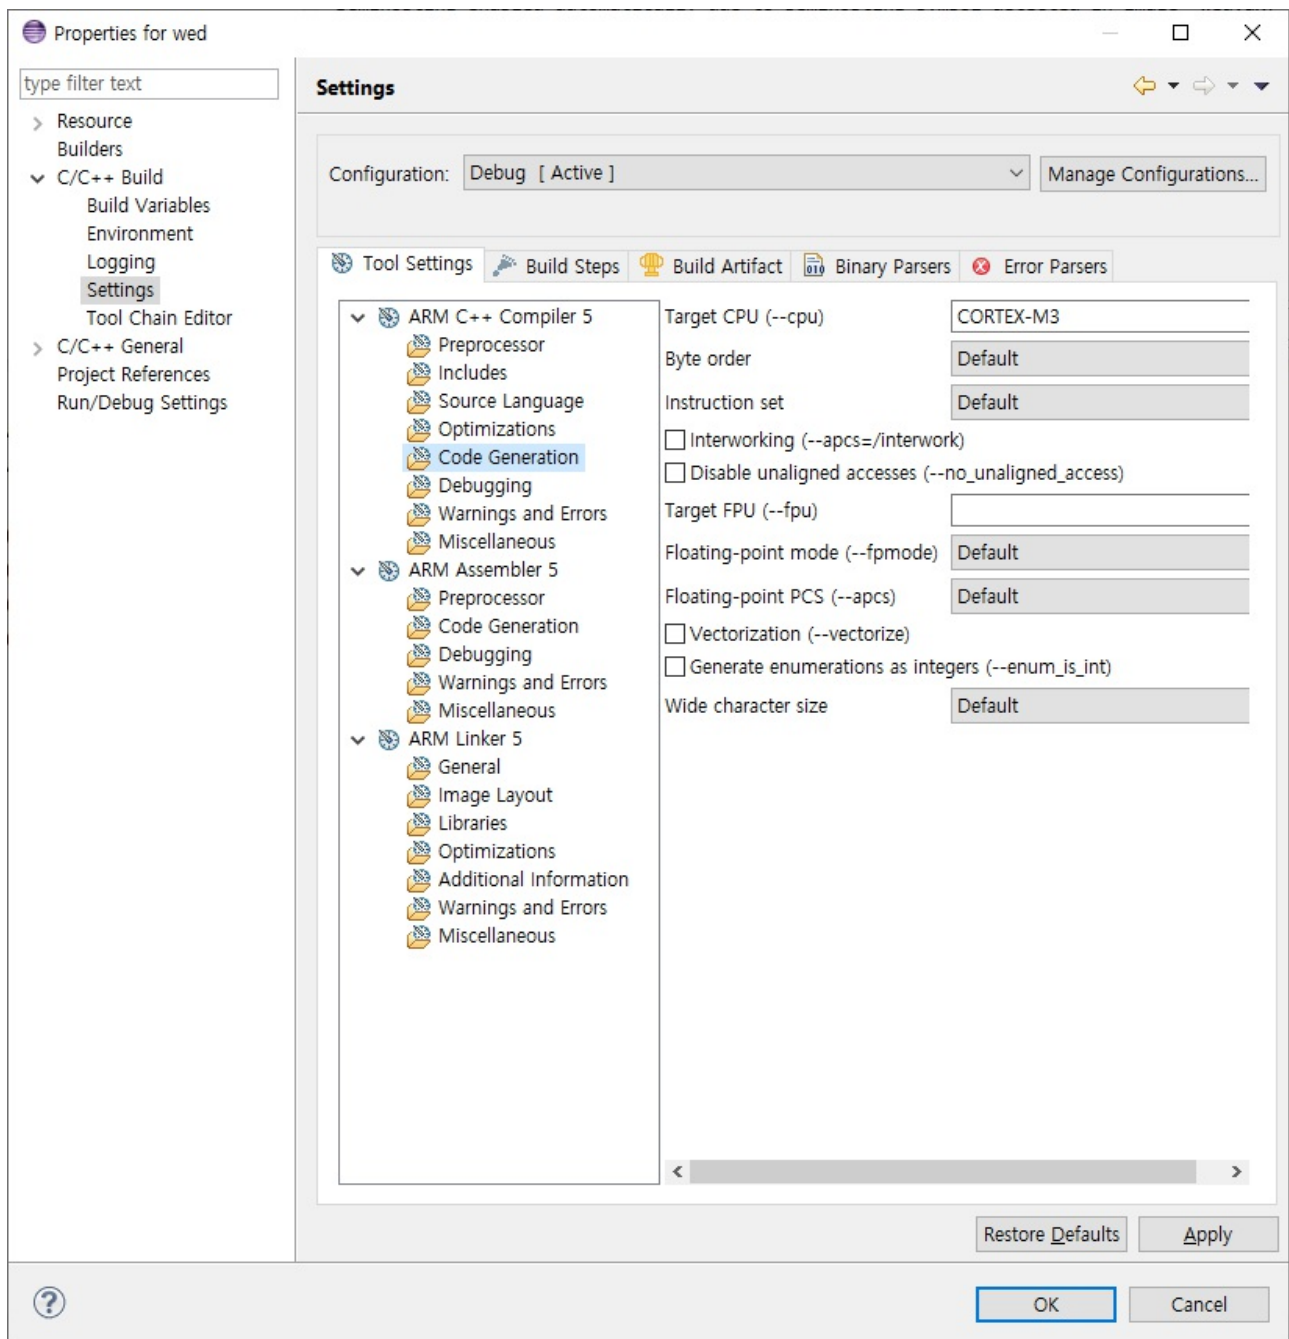 Properties for wed
type filter text
Resource
Builders
C/C++ Build
Build Variables
Environment
Logging
Settings
Tool Chain Editor
C/C++ General
Project References
Run/Debug Settings
Settings
Configuration:
Debug [ Active ]
Manage Configurations...
Tool Settings
Build Steps
Build Artifact
Binary Parsers
Error Parsers
ARM C++ Compiler 5
Preprocessor
Includes
Source Language
Optimizations
Code Generation
Debugging
Warnings and Errors
Miscellaneous
ARM Assembler 5
Preprocessor
Code Generation
Debugging
Warnings and Errors
Miscellaneous
ARM Linker 5
General
Image Layout
Libraries
Optimizations
Additional Information
Warnings and Errors
Miscellaneous
Target CPU (--cpu)
CORTEX-M3
Byte order
Default
Instruction set
Default
Interworking (--apcs=/interwork)
Disable unaligned accesses (--no_unaligned_access)
Target FPU (--fpu)
Floating-point mode (--fpmode)
Default
Floating-point PCS (--apcs)
Default
Vectorization (--vectorize)
Generate enumerations as integers (--enum_is_int)
Wide character size
Default
Restore Defaults
Apply
OK
Cancel